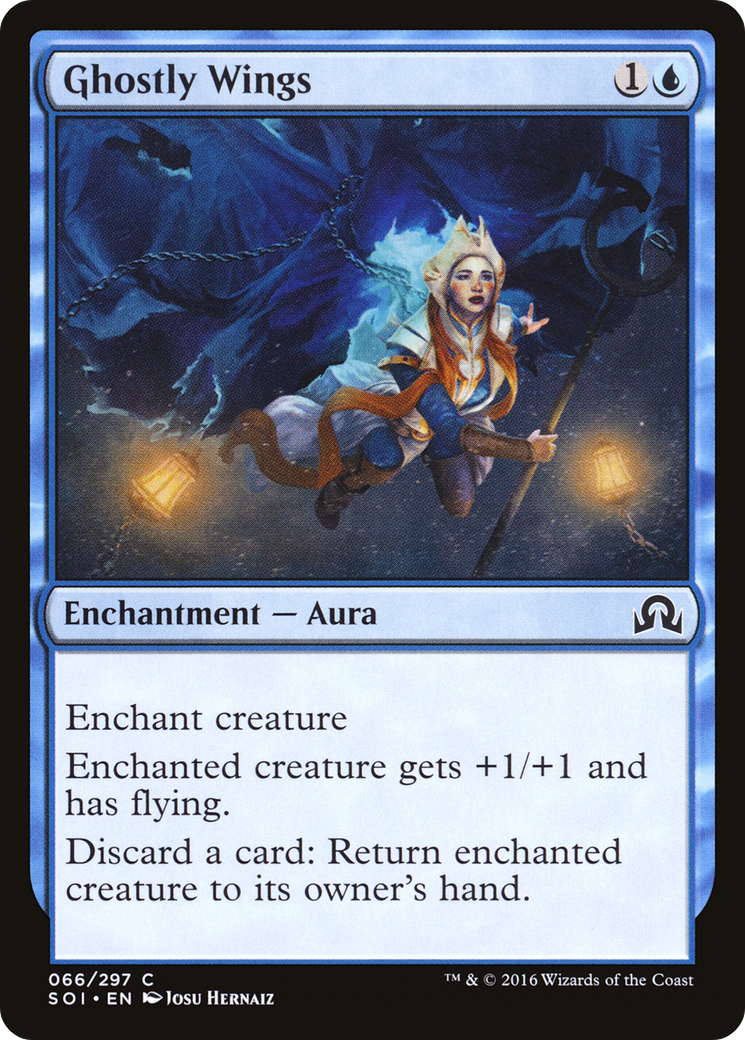 Ghostly Wings 1
Enchantment — Aura
Enchant creature
Enchanted creature gets +1/+1 and
has flying.
Discard a card: Return enchanted
creature to its owner's hand.
066/297 C ™ & © 2016 Wizards of the Coast
SOI • EN Josu Hernaiz